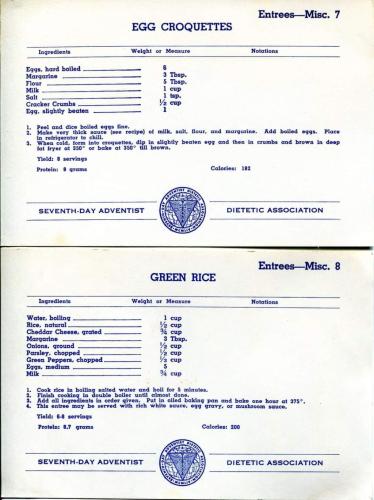 Entrees—Misc. 7
EGG CROQUETTES
Ingredients Weight or Measure Notations
Eggs, hard boiled 6
Margarine 3 Tbsp.
Flour 5 Tbsp.
Milk 1 cup
Salt 1 tsp.
Cracker Crumbs ½ cup
Egg, slightly beaten 1
1. Peel and dice boiled eggs fine.
2. Make very thick sauce (see recipe) of milk, salt, flour, and margarine. Add boiled eggs. Place
in refrigerator to chill.
3. When cold, form into croquettes, dip in slightly beaten egg and then in crumbs and brown in deep
fat fryer at 350° or bake at 350° till brown.
Yield: 8 servings
Protein: 9 grams Calories: 182
SEVENTH-DAY ADVENTIST DIETETIC ASSOCIATION
Entrees—Misc. 8
GREEN RICE
Ingredients Weight or Measure Notations
Water, boiling 1 cup
Rice, natural ½ cup
Cheddar Cheese, grated ¾ cup
Margarine 3 Tbsp.
Onions, ground ½ cup
Parsley, chopped ½ cup
Green Peppers, chopped cup
Eggs, medium 5
Milk ¾ cup
1. Cook rice in boiling salted water and boil for 5 minutes.
2. Finish cooking in double boiler until almost done.
3. Add all ingredients in order given. Put in oiled baking pan and bake one hour at 275°.
4. This entree may be served with rich white sauce, egg gravy, or mushroom sauce.
Yield: 6-8 servings
Protein: 8.7 grams Calories: 200
SEVENTH-DAY ADVENTIST DIETETIC ASSOCIATION